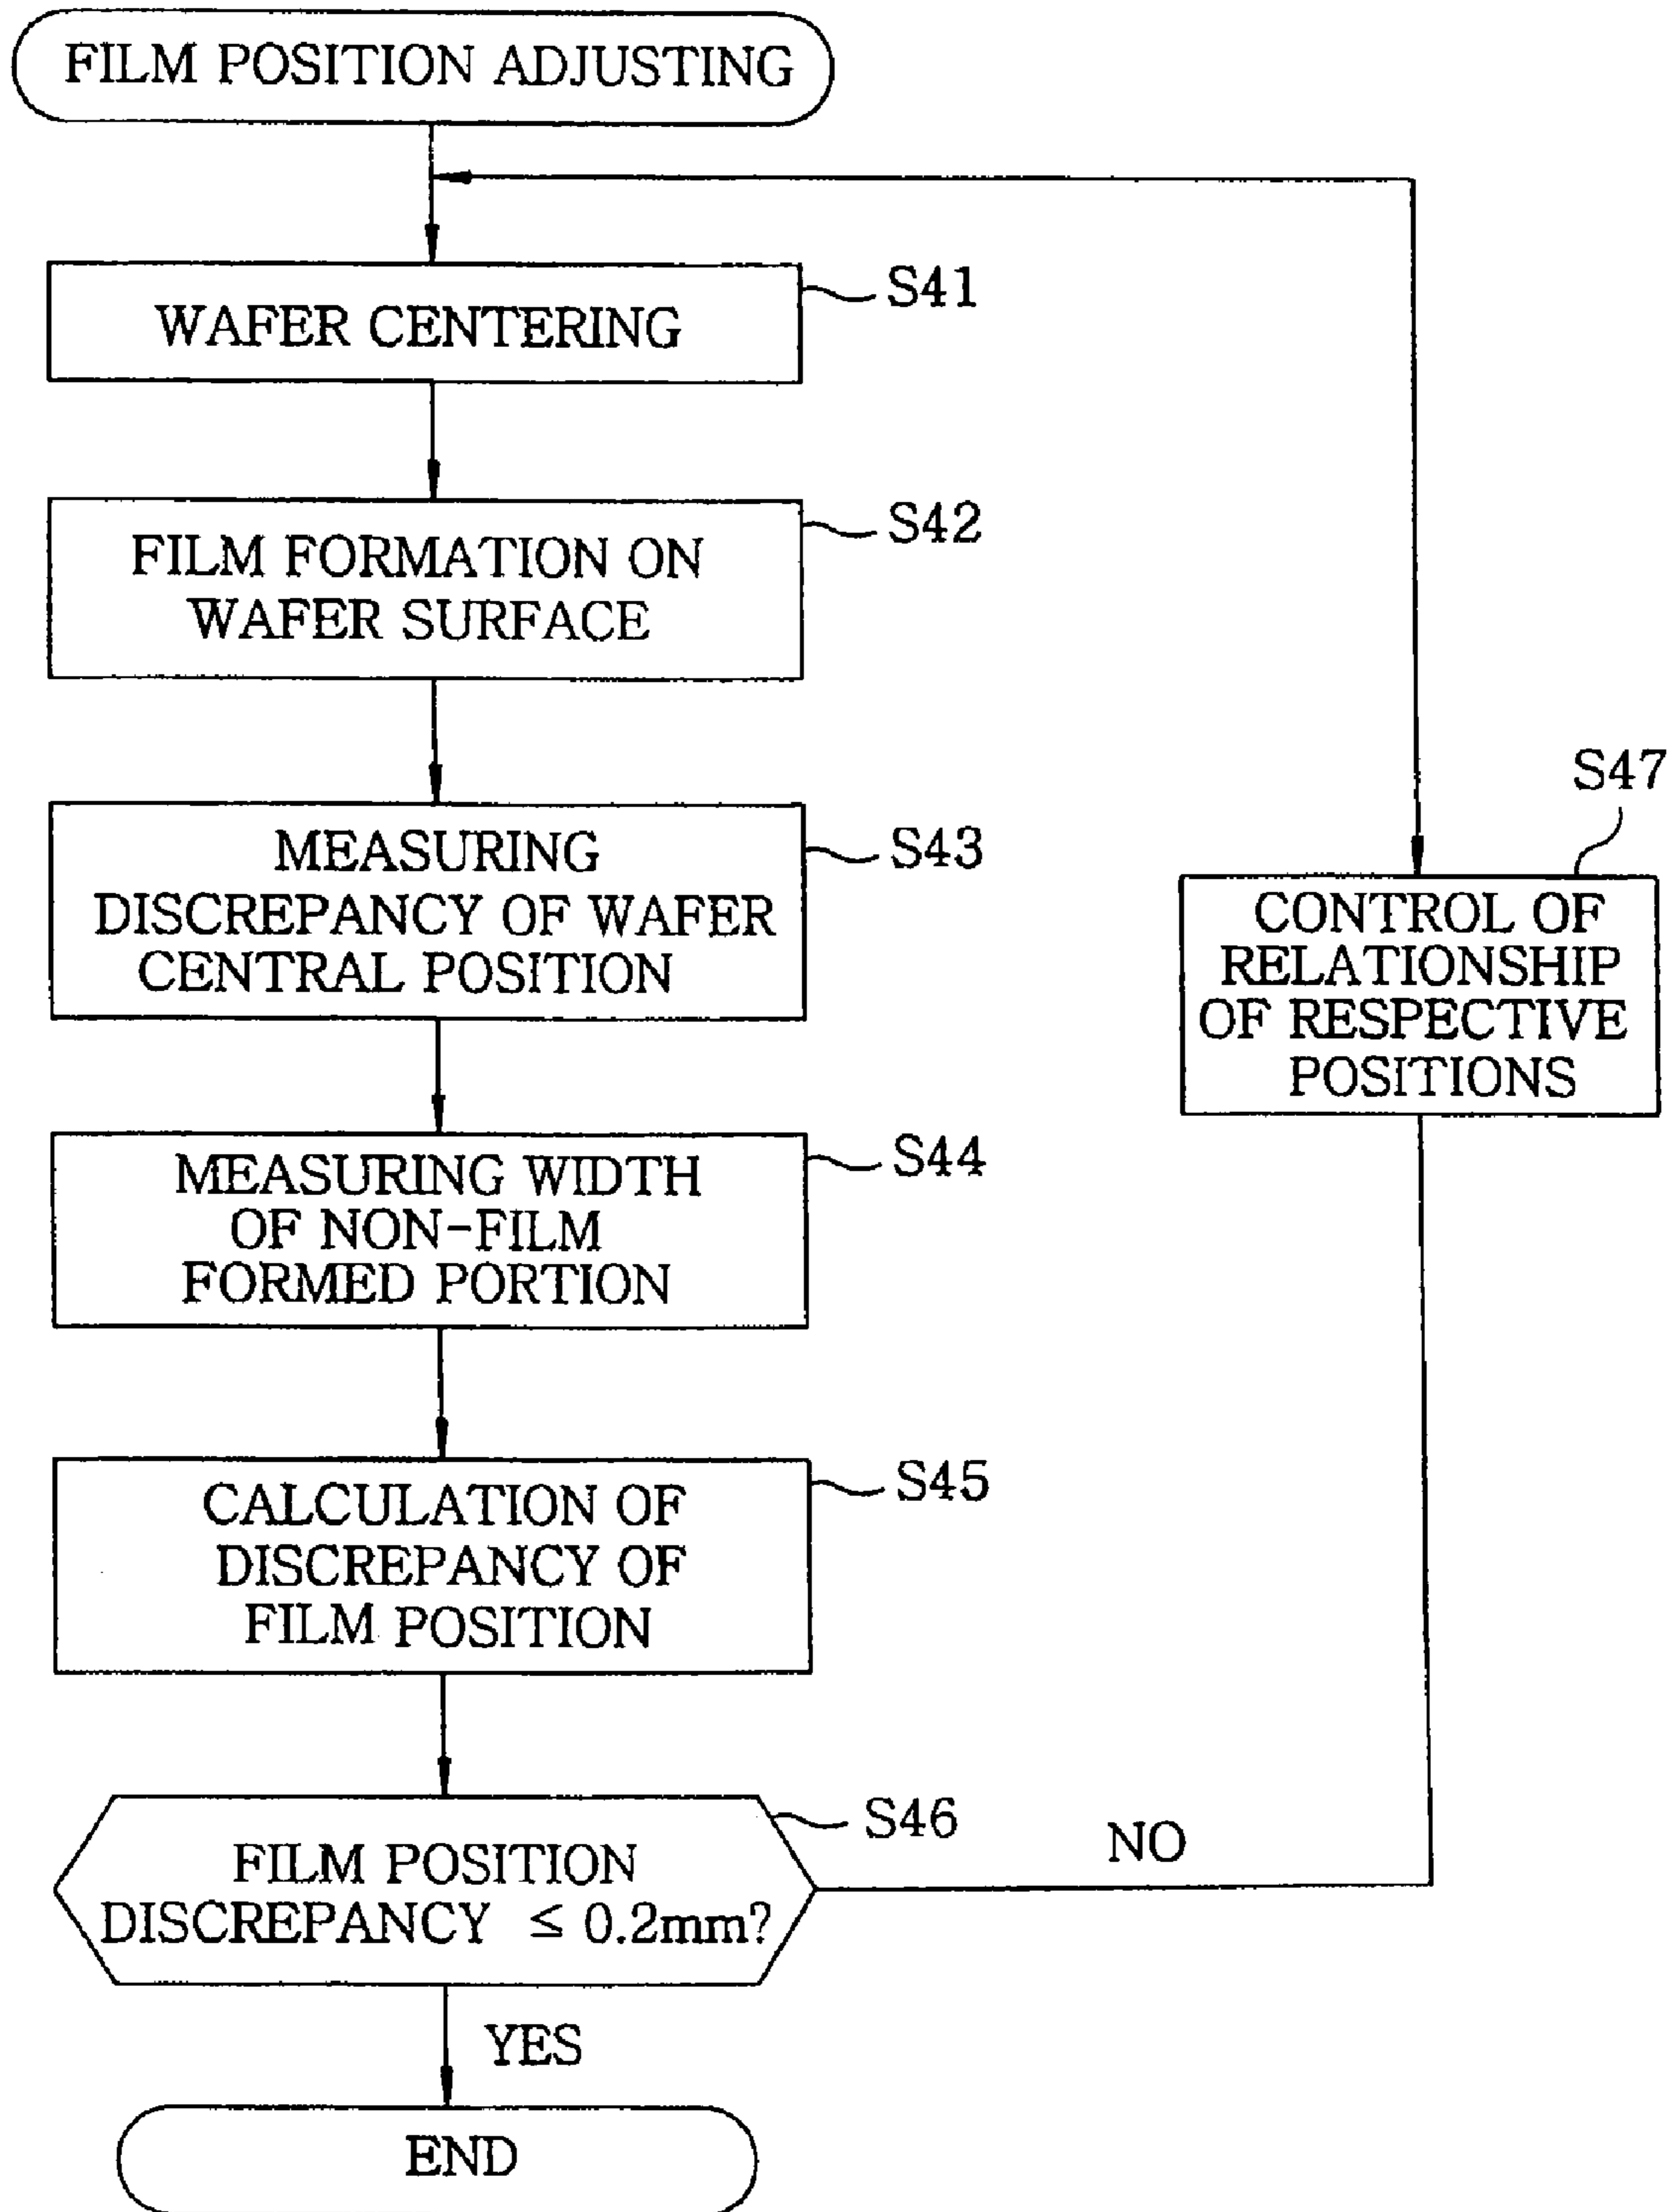 FILM POSITION ADJUSTING
WAFER CENTERING
S41
FILM FORMATION ON
WAFER SURFACE
S42
MEASURING
DISCREPANCY OF WAFER
CENTRAL POSITION
S43
MEASURING WIDTH
OF NON-FILM
FORMED PORTION
S44
CALCULATION OF
DISCREPANCY OF
FILM POSITION
S45
FILM POSITION
DISCREPANCY ≤ 0.2mm?
S46
NO
S47
CONTROL OF
RELATIONSHIP
OF RESPECTIVE
POSITIONS
YES
END